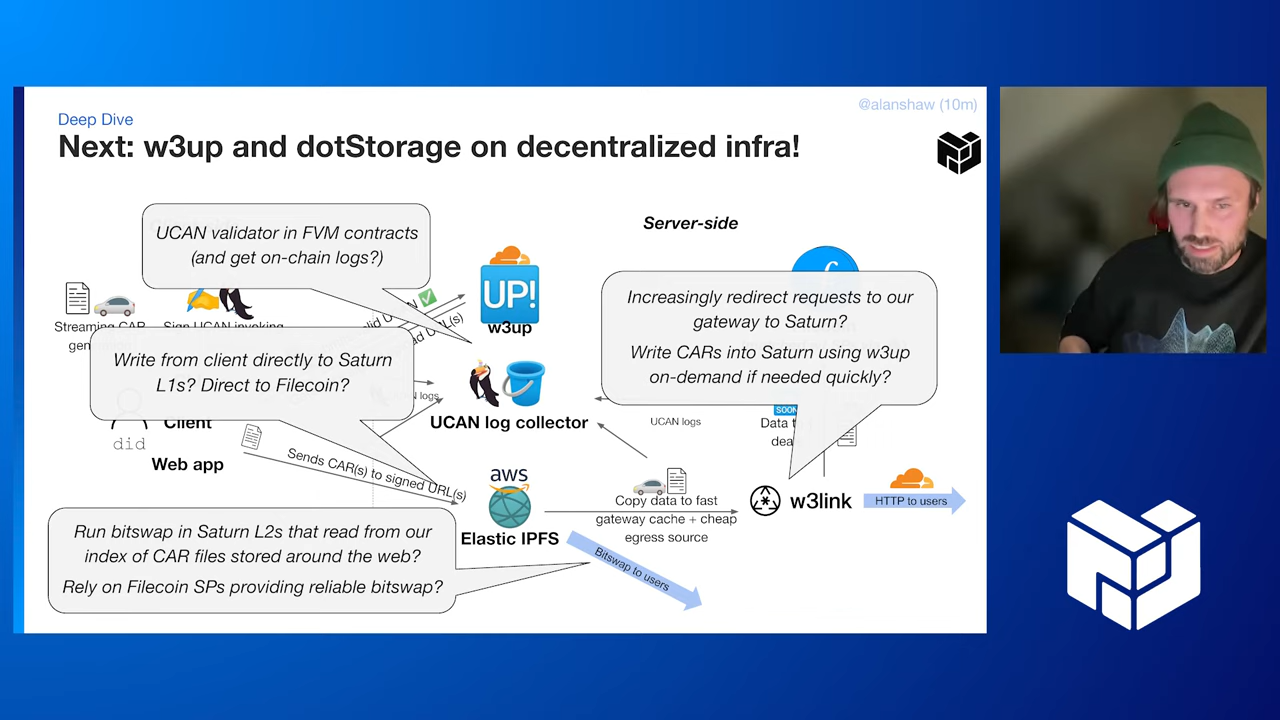 @alanshaw (10m)
Deep Dive
Next: w3up and dotStorage on decentralized infra!
Server-side
UCAN validator in FVM contracts
(and get on-chain logs?)
UP!
w3up
Streaming CAR
Sign UCAN invoking
Increasingly redirect requests to our
gateway to Saturn?
Write CARs into Saturn using w3up
on-demand if needed quickly?
Write from client directly to Saturn
L1s? Direct to Filecoin?
UCAN log collector
UCAN logs
SOON
Data
Client
did
Web app
Sends CAR(s) to signed URL(s)
aws
Elastic IPFS
Copy data to fast
gateway cache + cheap
egress source
w3link
HTTP to users
Bitswap to users
Run bitswap in Saturn L2s that read from our
index of CAR files stored around the web?
Rely on Filecoin SPs providing reliable bitswap?